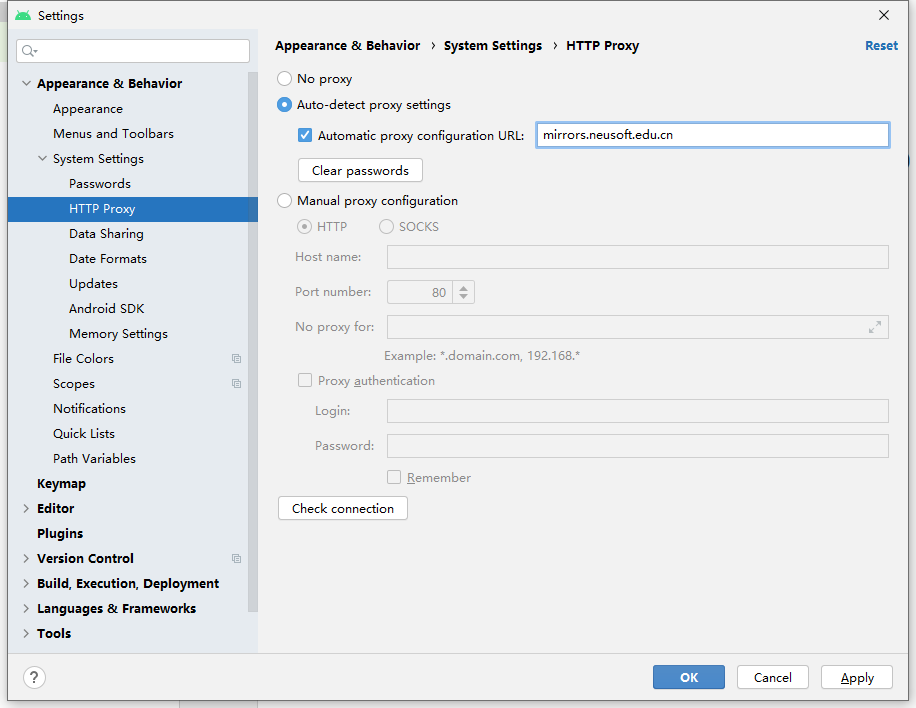 Settings
Appearance & Behavior › System Settings › HTTP Proxy
Reset
Appearance & Behavior
Appearance
Menus and Toolbars
System Settings
Passwords
HTTP Proxy
Data Sharing
Date Formats
Updates
Android SDK
Memory Settings
File Colors
Scopes
Notifications
Quick Lists
Path Variables
Keymap
Editor
Plugins
Version Control
Build, Execution, Deployment
Languages & Frameworks
Tools
No proxy
Auto-detect proxy settings
Automatic proxy configuration URL: mirrors.neusoft.edu.cn
Clear passwords
Manual proxy configuration
HTTP SOCKS
Host name:
Port number: 80
No proxy for:
Example: *.domain.com, 192.168.*
Proxy authentication
Login:
Password:
Remember
Check connection
?
OK Cancel Apply